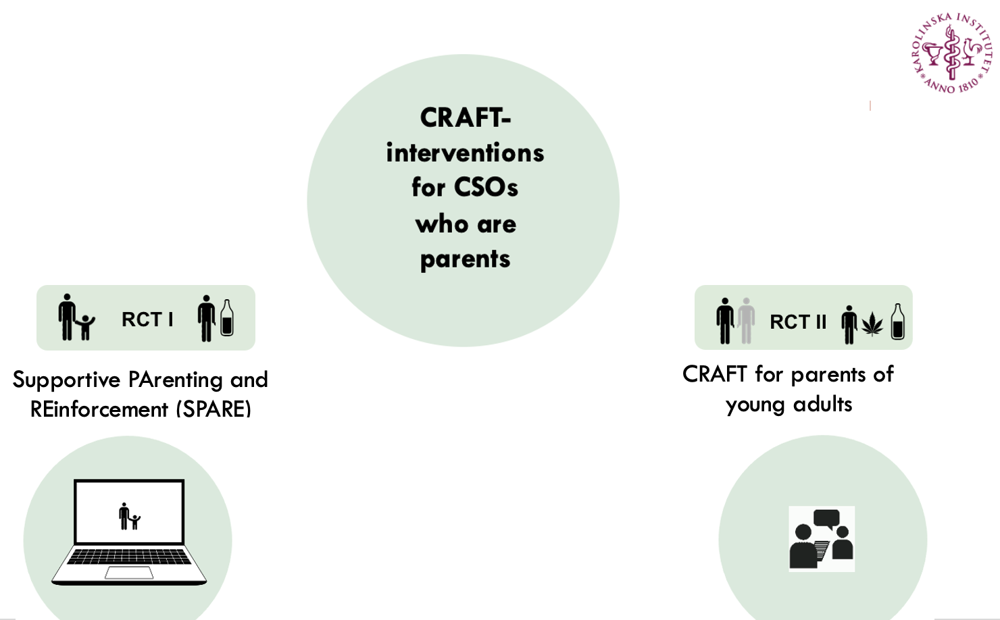 KAROLINSKA INSTITUTET
ANNO 1810
CRAFT-
interventions
for CSOs
who are
parents
RCT I
RCT II
Supportive PArenting and
REinforcement (SPARE)
CRAFT for parents of
young adults